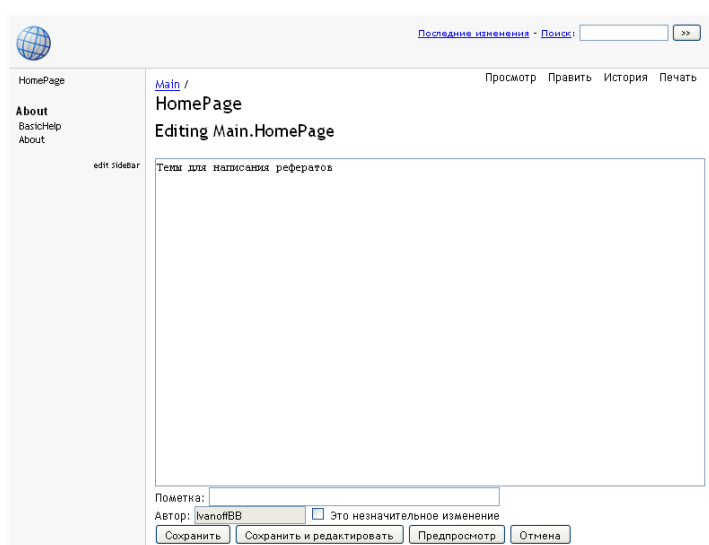 Последние изменения - Поиск: >>
HomePage
About
BasicHelp
About
edit SideBar
Просмотр Править История Печать
Main /
HomePage
Editing Main.HomePage
Темы для написания рефератов
Пометка:
Автор: IvanoffBB Это незначительное изменение
Сохранить Сохранить и редактировать Предпросмотр Отмена